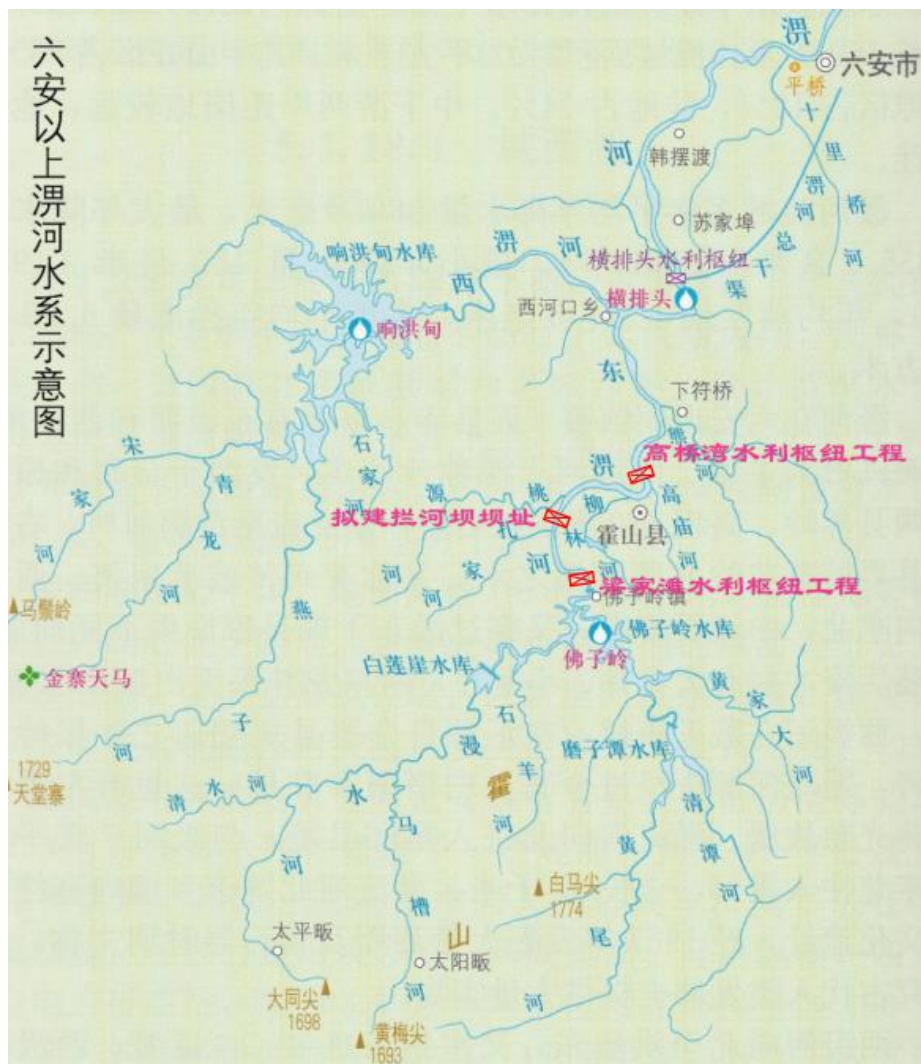 六安以上淠河水系示意图
淠河
六安市
平桥
韩摆渡
十里桥河
苏家埠
淠河总干渠
响洪甸水库
西淠河
横排头水利枢纽
横排头
西河口乡
响洪甸
东淠河
下符桥
熊家河
高桥湾水利枢纽工程
宋家河
青龙河
石家河
源河
桃
柳林河
高庙河
拟建拦河坝坝址
扎家河
霍山县
梁家滩水利枢纽工程
佛子岭镇
马鬃岭
燕子河
佛子岭水库
佛子岭
白莲崖水库
金寨天马
黄家大河
1729
天堂寨
清水河
漫水河
石羊河
磨子潭水库
霍山
马槽河
黄尾河
清潭河
白马尖
1774
太平畈
太阳畈
大同尖
1698
黄梅尖
1693